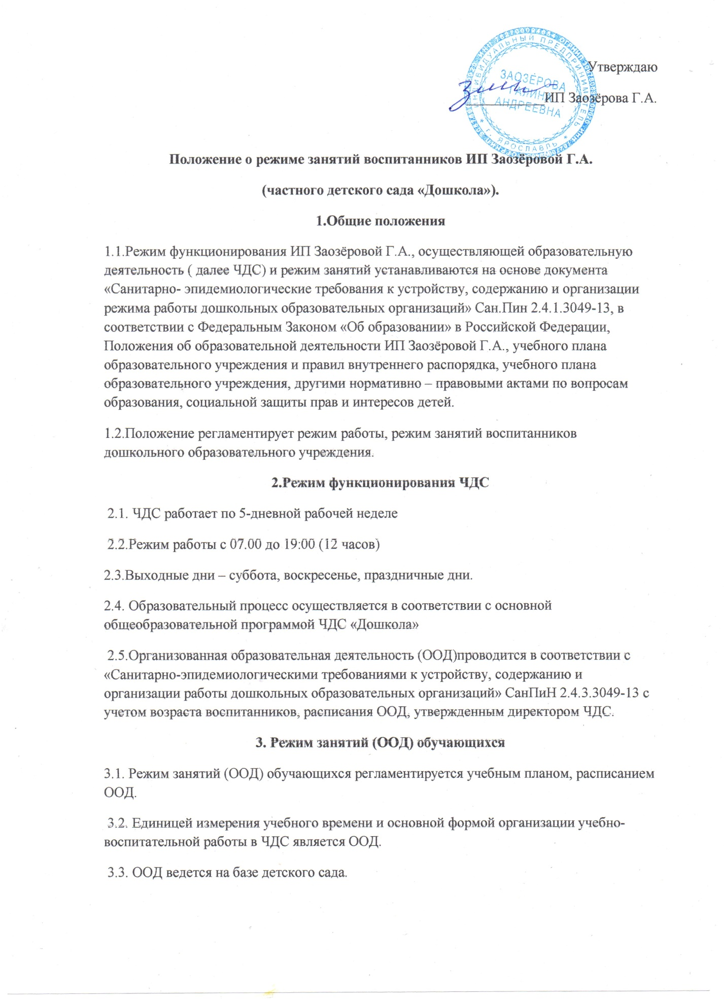 Утверждаю
ИНДИВИДУАЛЬНЫЙ ПРЕДПРИНИМАТЕЛЬ
ЗАОЗЁРОВА
ГАЛИНА
АНДРЕЕВНА
* г. ЯРОСЛАВЛЬ *
___________ИП Заозёрова Г.А.
Положение о режиме занятий воспитанников ИП Заозёровой Г.А.
(частного детского сада «Дошкола»).
1.Общие положения
1.1.Режим функционирования ИП Заозёровой Г.А., осуществляющей образовательную
деятельность ( далее ЧДС) и режим занятий устанавливаются на основе документа
«Санитарно- эпидемиологические требования к устройству, содержанию и организации
режима работы дошкольных образовательных организаций» Сан.Пин 2.4.1.3049-13, в
соответствии с Федеральным Законом «Об образовании» в Российской Федерации,
Положения об образовательной деятельности ИП Заозёровой Г.А., учебного плана
образовательного учреждения и правил внутреннего распорядка, учебного плана
образовательного учреждения, другими нормативно – правовыми актами по вопросам
образования, социальной защиты прав и интересов детей.
1.2.Положение регламентирует режим работы, режим занятий воспитанников
дошкольного образовательного учреждения.
2.Режим функционирования ЧДС
2.1. ЧДС работает по 5-дневной рабочей неделе
2.2.Режим работы с 07.00 до 19:00 (12 часов)
2.3.Выходные дни – суббота, воскресенье, праздничные дни.
2.4. Образовательный процесс осуществляется в соответствии с основной
общеобразовательной программой ЧДС «Дошкола»
2.5.Организованная образовательная деятельность (ООД)проводится в соответствии с
«Санитарно-эпидемиологическими требованиями к устройству, содержанию и
организации работы дошкольных образовательных организаций» СанПиН 2.4.3.3049-13 с
учетом возраста воспитанников, расписания ООД, утвержденным директором ЧДС.
3. Режим занятий (ООД) обучающихся
3.1. Режим занятий (ООД) обучающихся регламентируется учебным планом, расписанием
ООД.
3.2. Единицей измерения учебного времени и основной формой организации учебно-
воспитательной работы в ЧДС является ООД.
3.3. ООД ведется на базе детского сада.